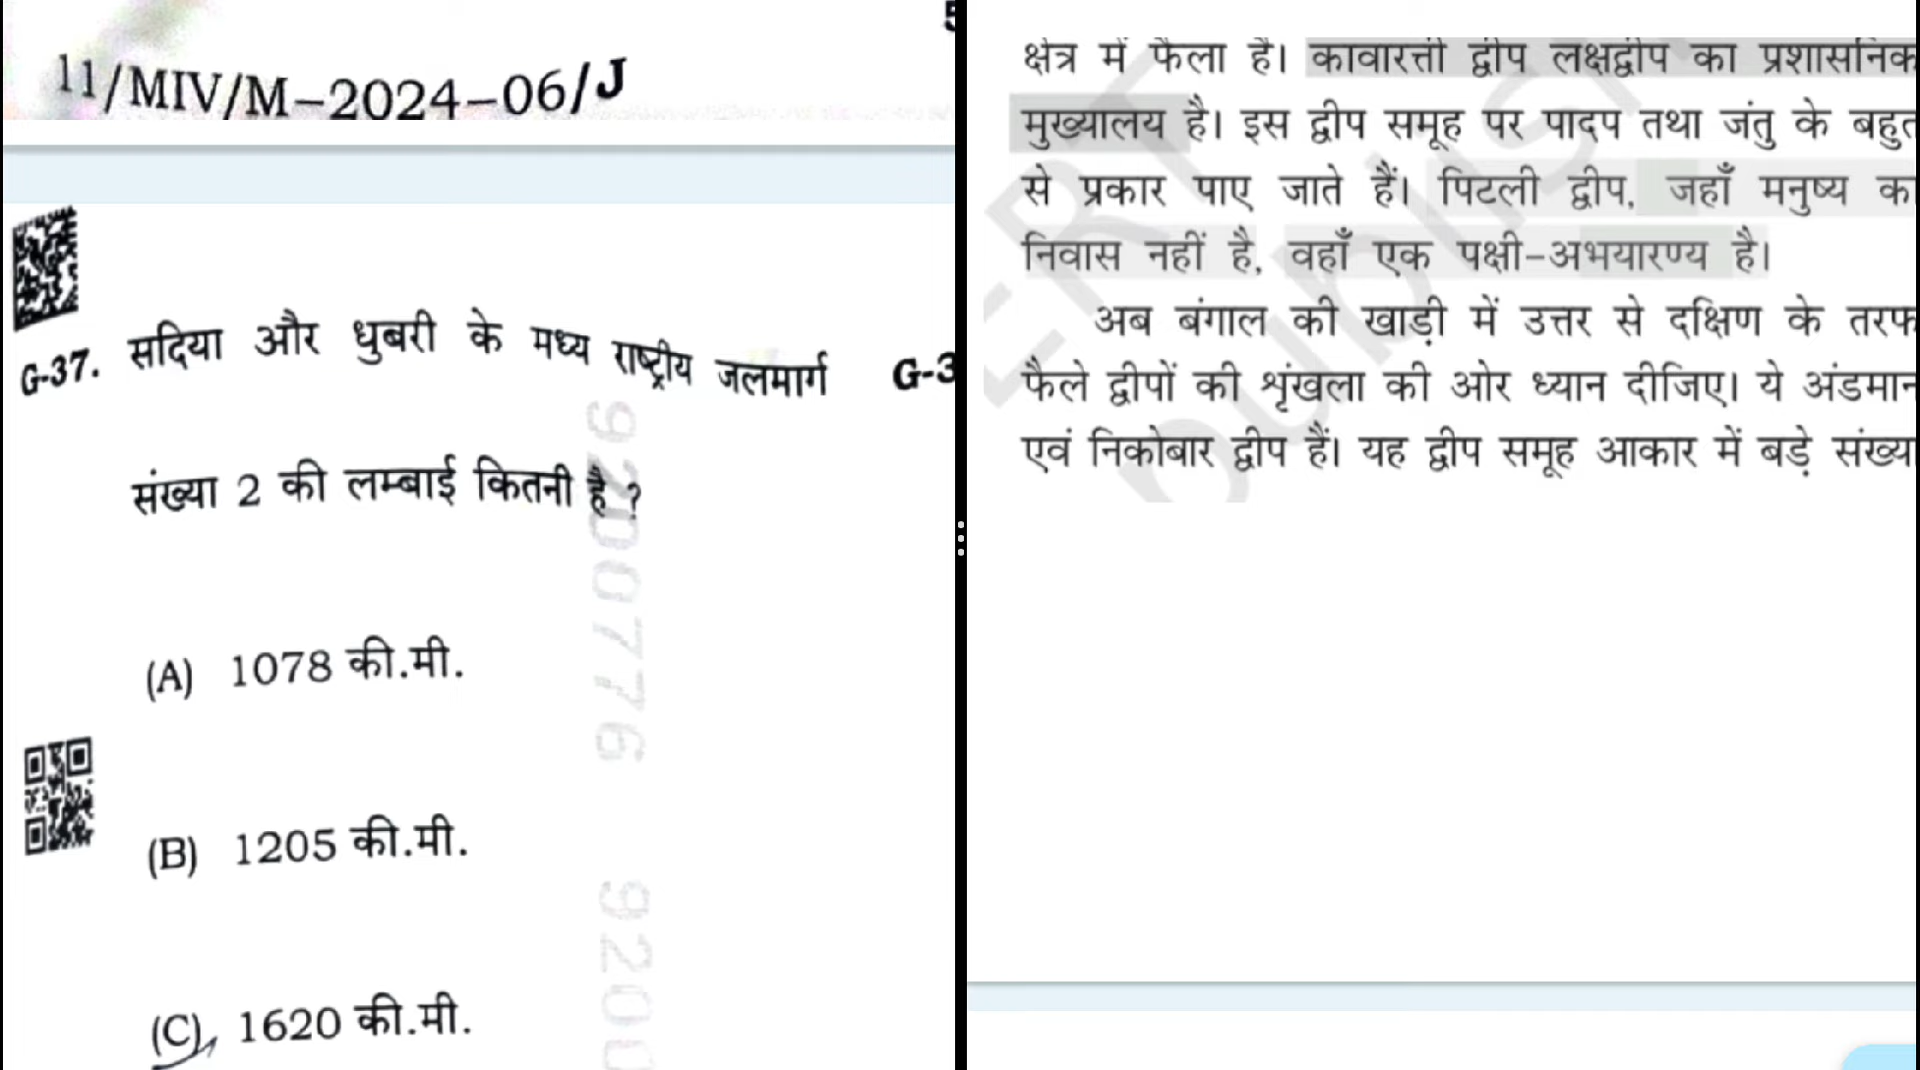 11/MIV/M-2024-06/J
G-37. सदिया और धुबरी के मध्य राष्ट्रीय जलमार्ग
संख्या 2 की लम्बाई कितनी है ?
(A) 1078 की.मी.
(B) 1205 की.मी.
(C) 1620 की.मी.
9200776
9200
G-3
क्षेत्र में फैला है। कावारत्ती द्वीप लक्षद्वीप का प्रशासनिक
मुख्यालय है। इस द्वीप समूह पर पादप तथा जंतु के बहुत
से प्रकार पाए जाते हैं। पिटली द्वीप, जहाँ मनुष्य का
निवास नहीं है, वहाँ एक पक्षी-अभयारण्य है।
अब बंगाल की खाड़ी में उत्तर से दक्षिण के तरफ
फैले द्वीपों की शृंखला की ओर ध्यान दीजिए। ये अंडमान
एवं निकोबार द्वीप हैं। यह द्वीप समूह आकार में बड़े संख्या